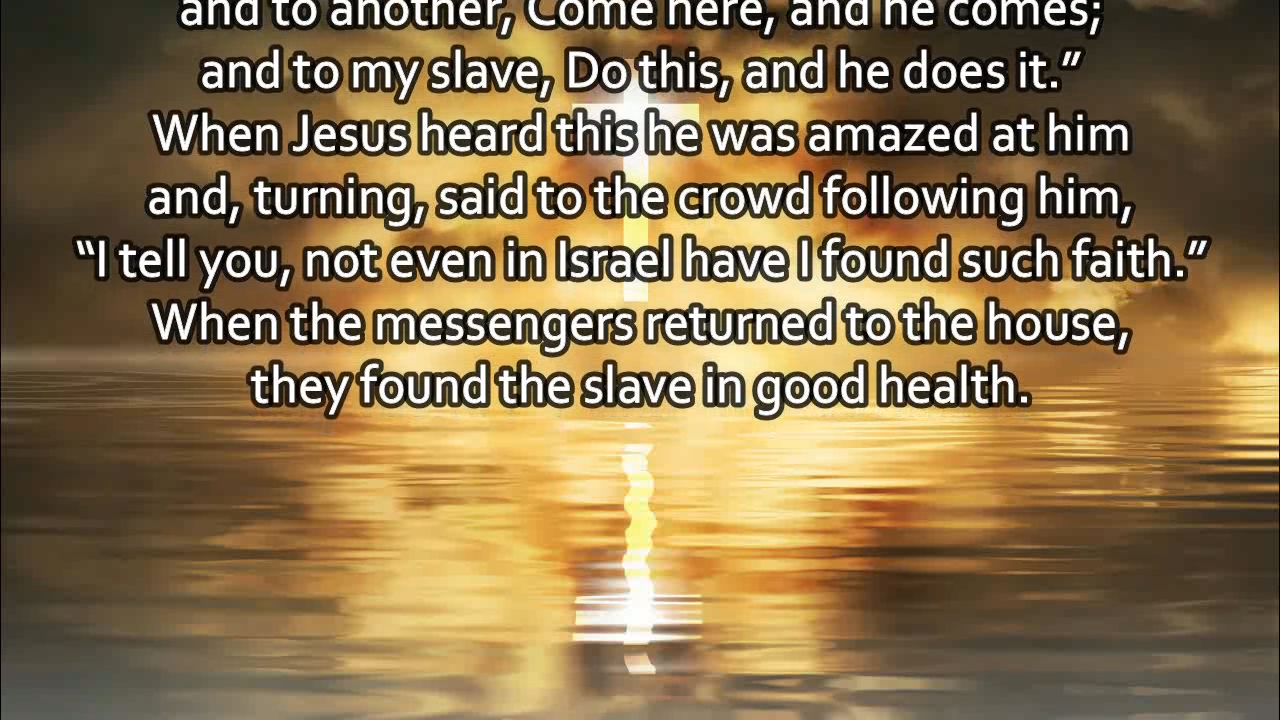 and to another, Come here, and he comes;
and to my slave, Do this, and he does it.”
When Jesus heard this he was amazed at him
and, turning, said to the crowd following him,
“I tell you, not even in Israel have I found such faith.”
When the messengers returned to the house,
they found the slave in good health.